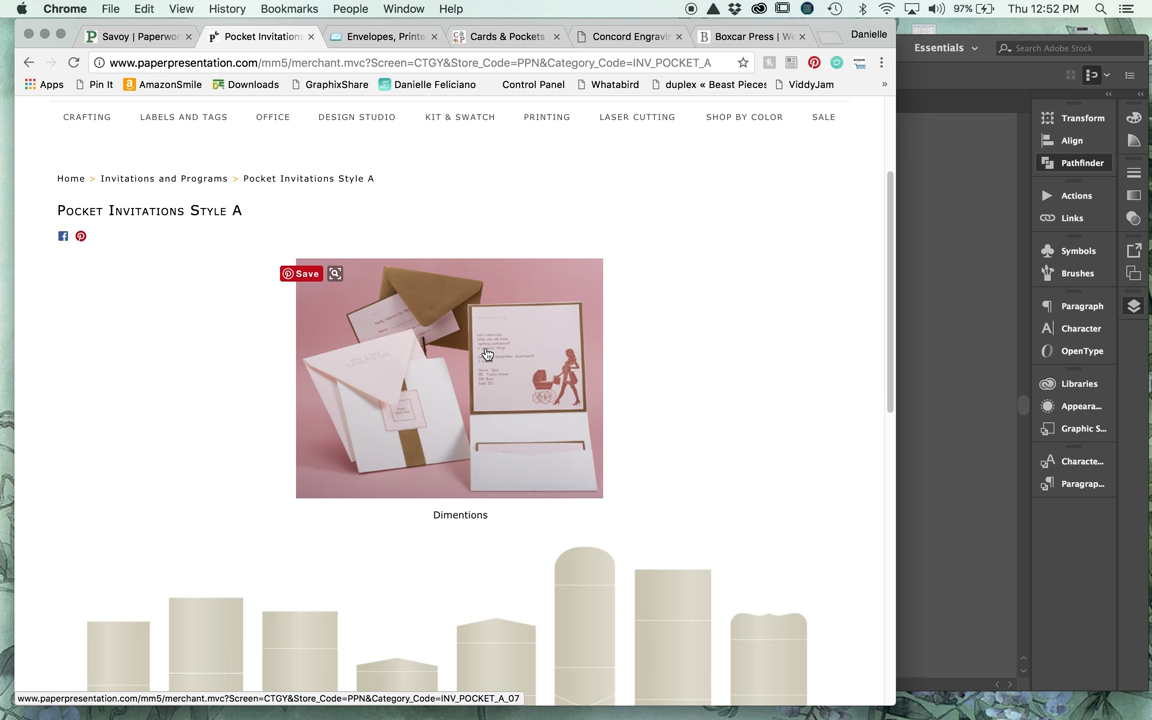 Chrome File Edit View History Bookmarks People Window Help 97% Thu 12:52 PM
Savoy | Paperwor × Pocket Invitations × Envelopes, Printe × Cards & Pockets × Concord Engravin × Boxcar Press | We × Danielle
www.paperpresentation.com/mm5/merchant.mvc?Screen=CTGY&Store_Code=PPN&Category_Code=INV_POCKET_A
Apps Pin It AmazonSmile Downloads GraphixShare Danielle Feliciano Control Panel Whatabird duplex « Beast Pieces ViddyJam »
CRAFTING LABELS AND TAGS OFFICE DESIGN STUDIO KIT & SWATCH PRINTING LASER CUTTING SHOP BY COLOR SALE
Home > Invitations and Programs > Pocket Invitations Style A
Pocket Invitations Style A
Save
Dimentions
www.paperpresentation.com/mm5/merchant.mvc?Screen=CTGY&Store_Code=PPN&Category_Code=INV_POCKET_A_07
Essentials Search Adobe Stock
Transform
Align
Pathfinder
Actions
Links
Symbols
Brushes
Paragraph
Character
OpenType
Libraries
Appeara...
Graphic S...
Characte...
Paragrap...